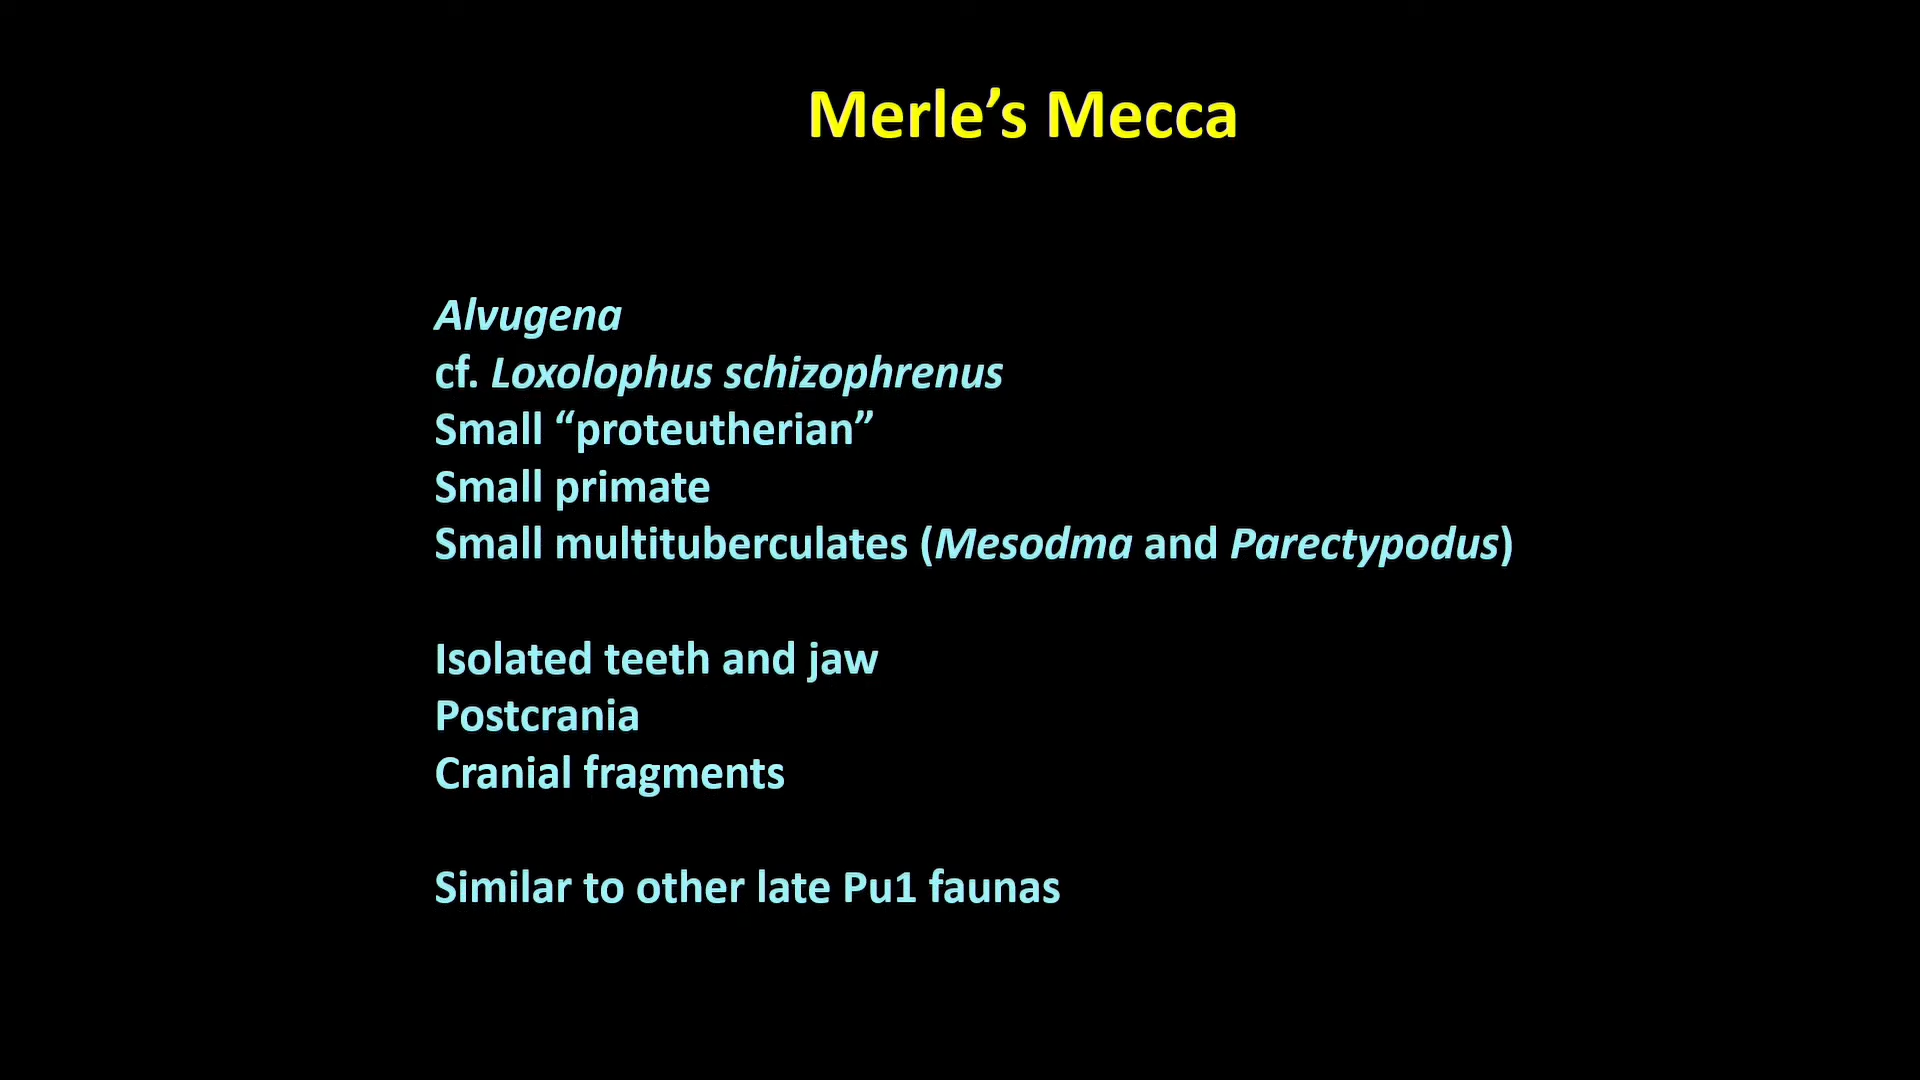 Merle’s Mecca
Alvugena
cf. Loxolophus schizophrenus
Small “proteutherian”
Small primate
Small multituberculates (Mesodma and Parectypodus)
Isolated teeth and jaw
Postcrania
Cranial fragments
Similar to other late Pu1 faunas